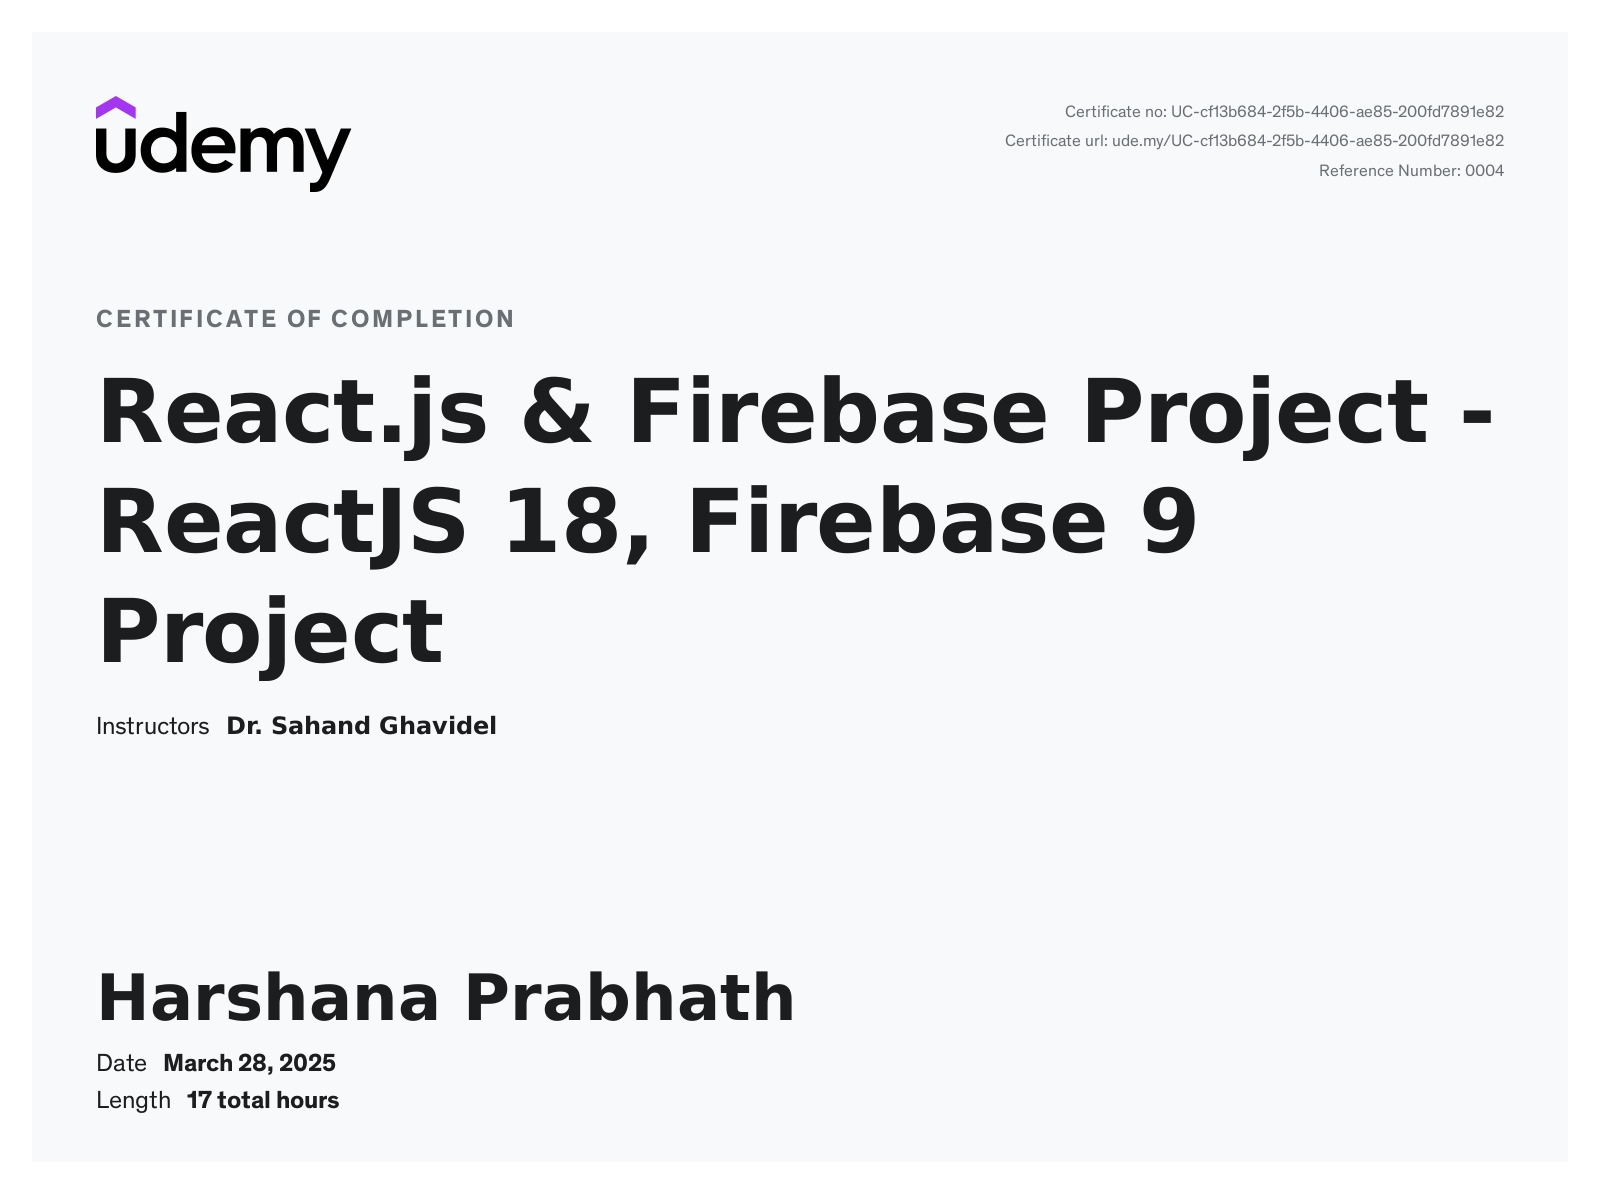 udemy
Certificate no: UC-cf13b684-2f5b-4406-ae85-200fd7891e82
Certificate url: ude.my/UC-cf13b684-2f5b-4406-ae85-200fd7891e82
Reference Number: 0004
CERTIFICATE OF COMPLETION
React.js & Firebase Project -
ReactJS 18, Firebase 9
Project
Instructors Dr. Sahand Ghavidel
Harshana Prabhath
Date March 28, 2025
Length 17 total hours